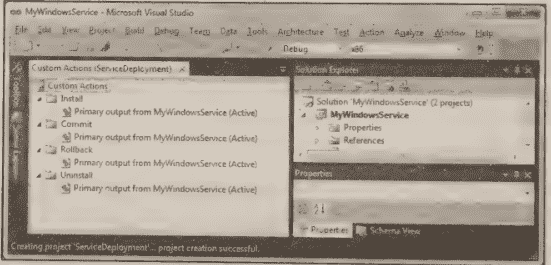 MyWindowsService - Microsoft Visual Studio
File Edit View Project Build Debug Team Data Tools Architecture Test Action Analyze Window Help
Debug x86
Custom Actions (ServiceDeployment) ×
Custom Actions
Install
Primary output from MyWindowsService (Active)
Commit
Primary output from MyWindowsService (Active)
Rollback
Primary output from MyWindowsService (Active)
Uninstall
Primary output from MyWindowsService (Active)
Solution Explorer
Solution 'MyWindowsService' (2 projects)
MyWindowsService
Properties
References
Properties
Properties Schema View
Toolbox
Server Explorer
Creating project 'ServiceDeployment'... project creation successful.